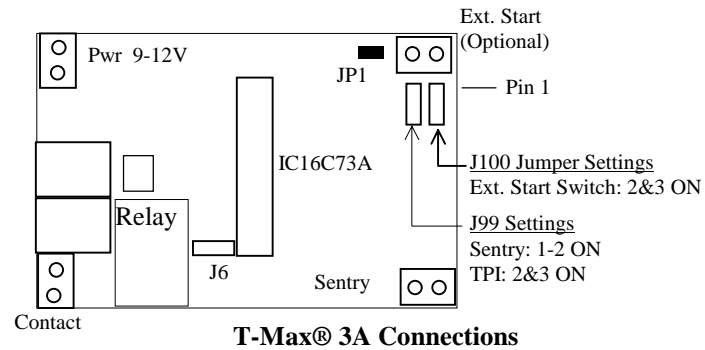 Ext. Start
(Optional)
Pwr 9-12V
JP1
Pin 1
IC16C73A
J100 Jumper Settings
Ext. Start Switch: 2&3 ON
Relay
J99 Settings
Sentry: 1-2 ON
TPI: 2&3 ON
J6
Sentry
Contact
T-Max® 3A Connections